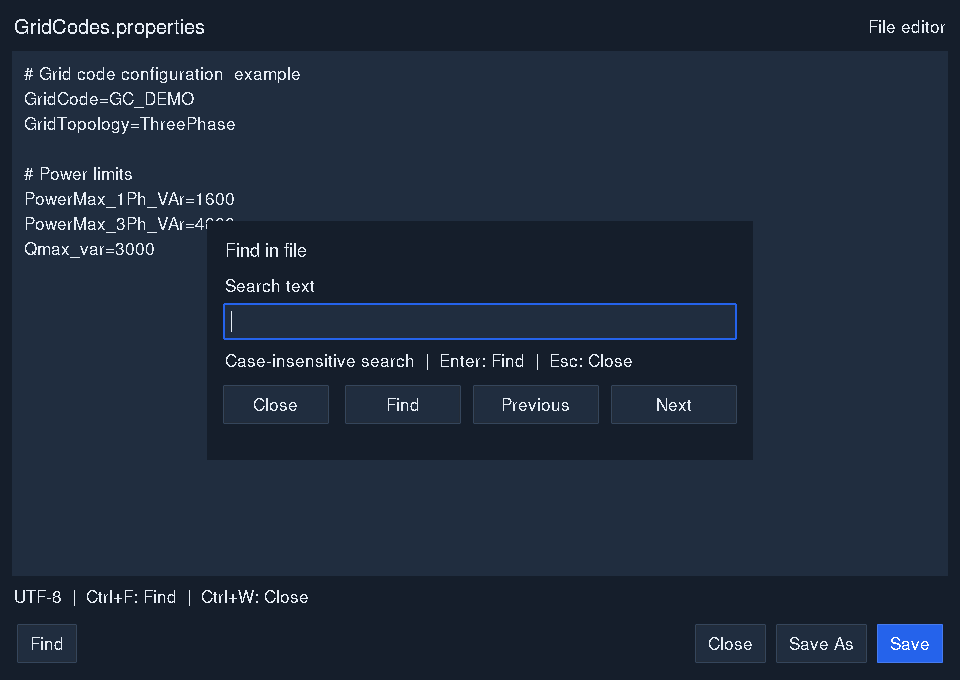 GridCodes.properties
File editor
# Grid code configuration  example
GridCode=GC_DEMO
GridTopology=ThreePhase
# Power limits
PowerMax_1Ph_VAr=1600
PowerMax_3Ph_VAr=
Qmax_var=3000
Find in file
Search text
Case-insensitive search  |  Enter: Find  |  Esc: Close
Close
Find
Previous
Next
UTF-8  |  Ctrl+F: Find  |  Ctrl+W: Close
Find
Close
Save As
Save